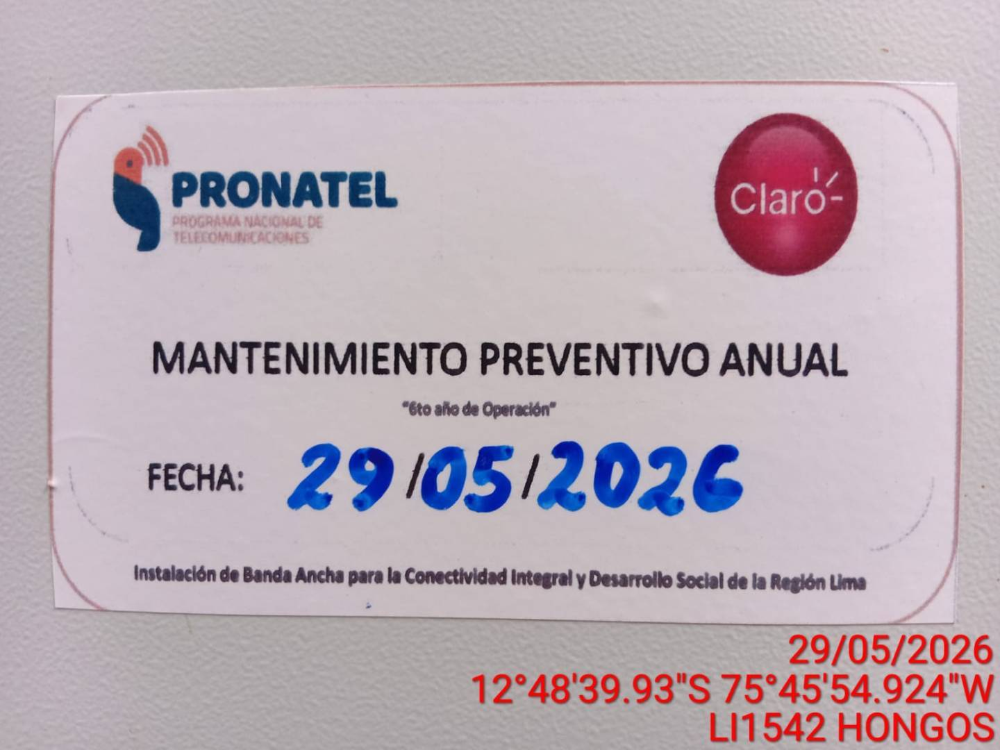 PRONATEL
PROGRAMA NACIONAL DE
TELECOMUNICACIONES
Claro
MANTENIMIENTO PREVENTIVO ANUAL
"6to año de Operación"
FECHA: 29/05/2026
Instalación de Banda Ancha para la Conectividad Integral y Desarrollo Social de la Región Lima
29/05/2026
12°48'39.93"S 75°45'54.924"W
LI1542 HONGOS